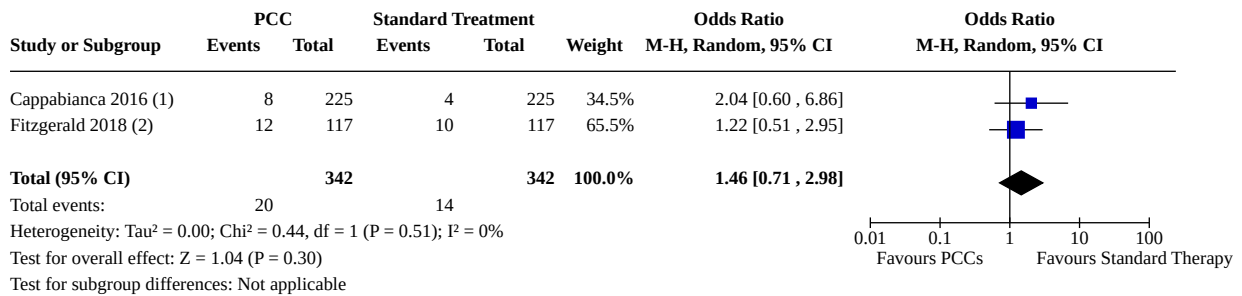 PCC Standard Treatment Odds Ratio Odds Ratio
Study or Subgroup Events Total Events Total Weight M-H, Random, 95% CI M-H, Random, 95% CI
Cappabianca 2016 (1) 8 225 4 225 34.5% 2.04 [0.60 , 6.86]
Fitzgerald 2018 (2) 12 117 10 117 65.5% 1.22 [0.51 , 2.95]
Total (95% CI) 342 342 100.0% 1.46 [0.71 , 2.98]
Total events: 20 14
Heterogeneity: Tau² = 0.00; Chi² = 0.44, df = 1 (P = 0.51); I² = 0%
0.01 0.1 1 10 100
Test for overall effect: Z = 1.04 (P = 0.30) Favours PCCs Favours Standard Therapy
Test for subgroup differences: Not applicable